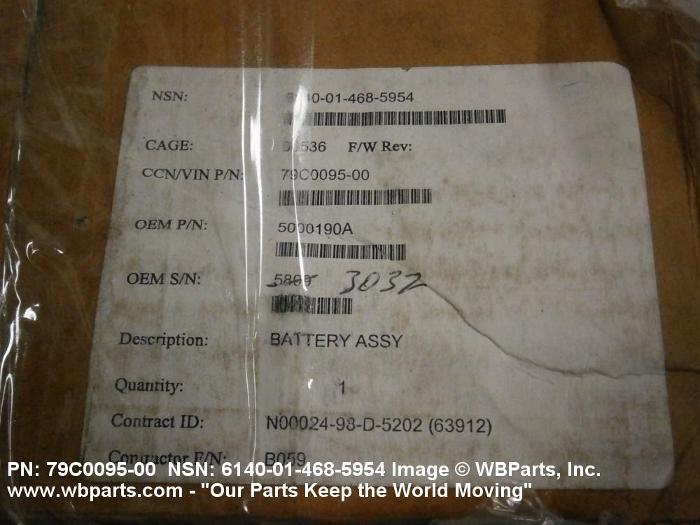 NSN: 6140-01-468-5954
CAGE: 536 F/W Rev:
CCN/VIN P/N: 79C0095-00
OEM P/N: 5000190A
OEM S/N: 3032
Description: BATTERY ASSY
Quantity: 1
Contract ID: N00024-98-D-5202 (63912)
Contractor F/N: B059
PN: 79C0095-00 NSN: 6140-01-468-5954 Image © WBParts, Inc.
www.wbparts.com - "Our Parts Keep the World Moving"